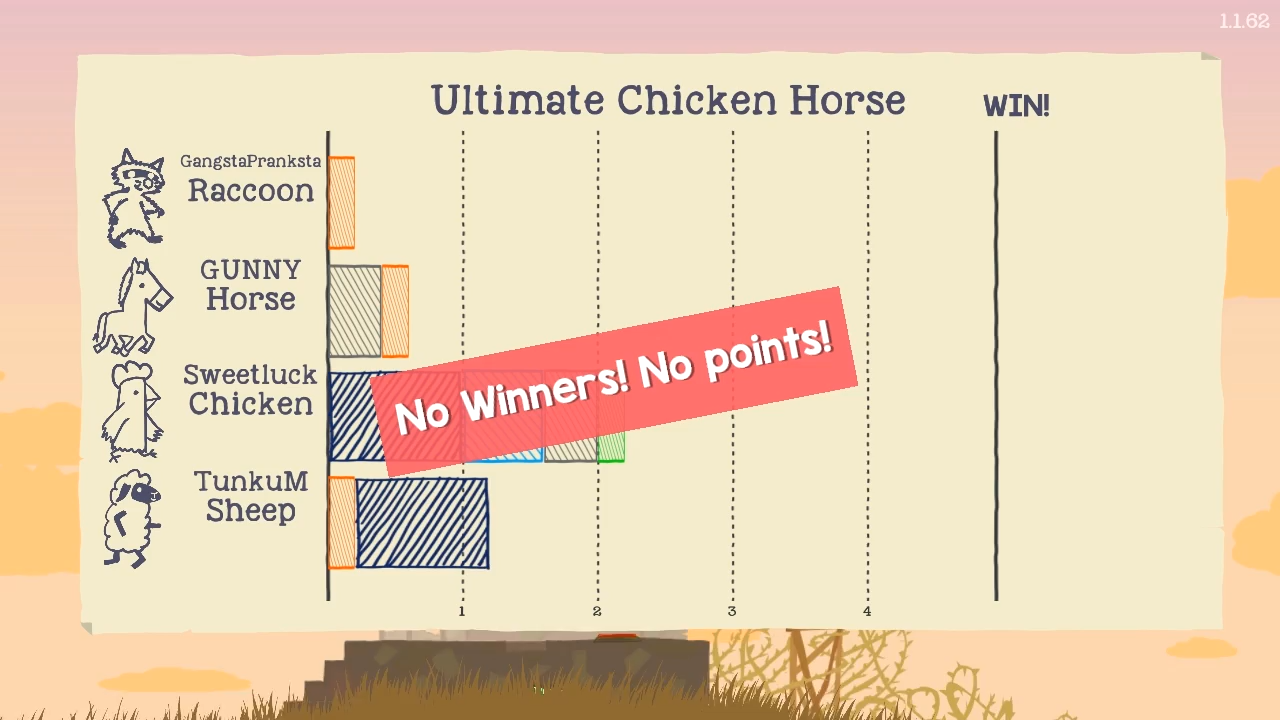 1.1.62
Ultimate Chicken Horse
WIN!
GangstaPranksta
Raccoon
GUNNY
Horse
Sweetluck
Chicken
No Winners! No points!
TunkuM
Sheep
1 2 3 4